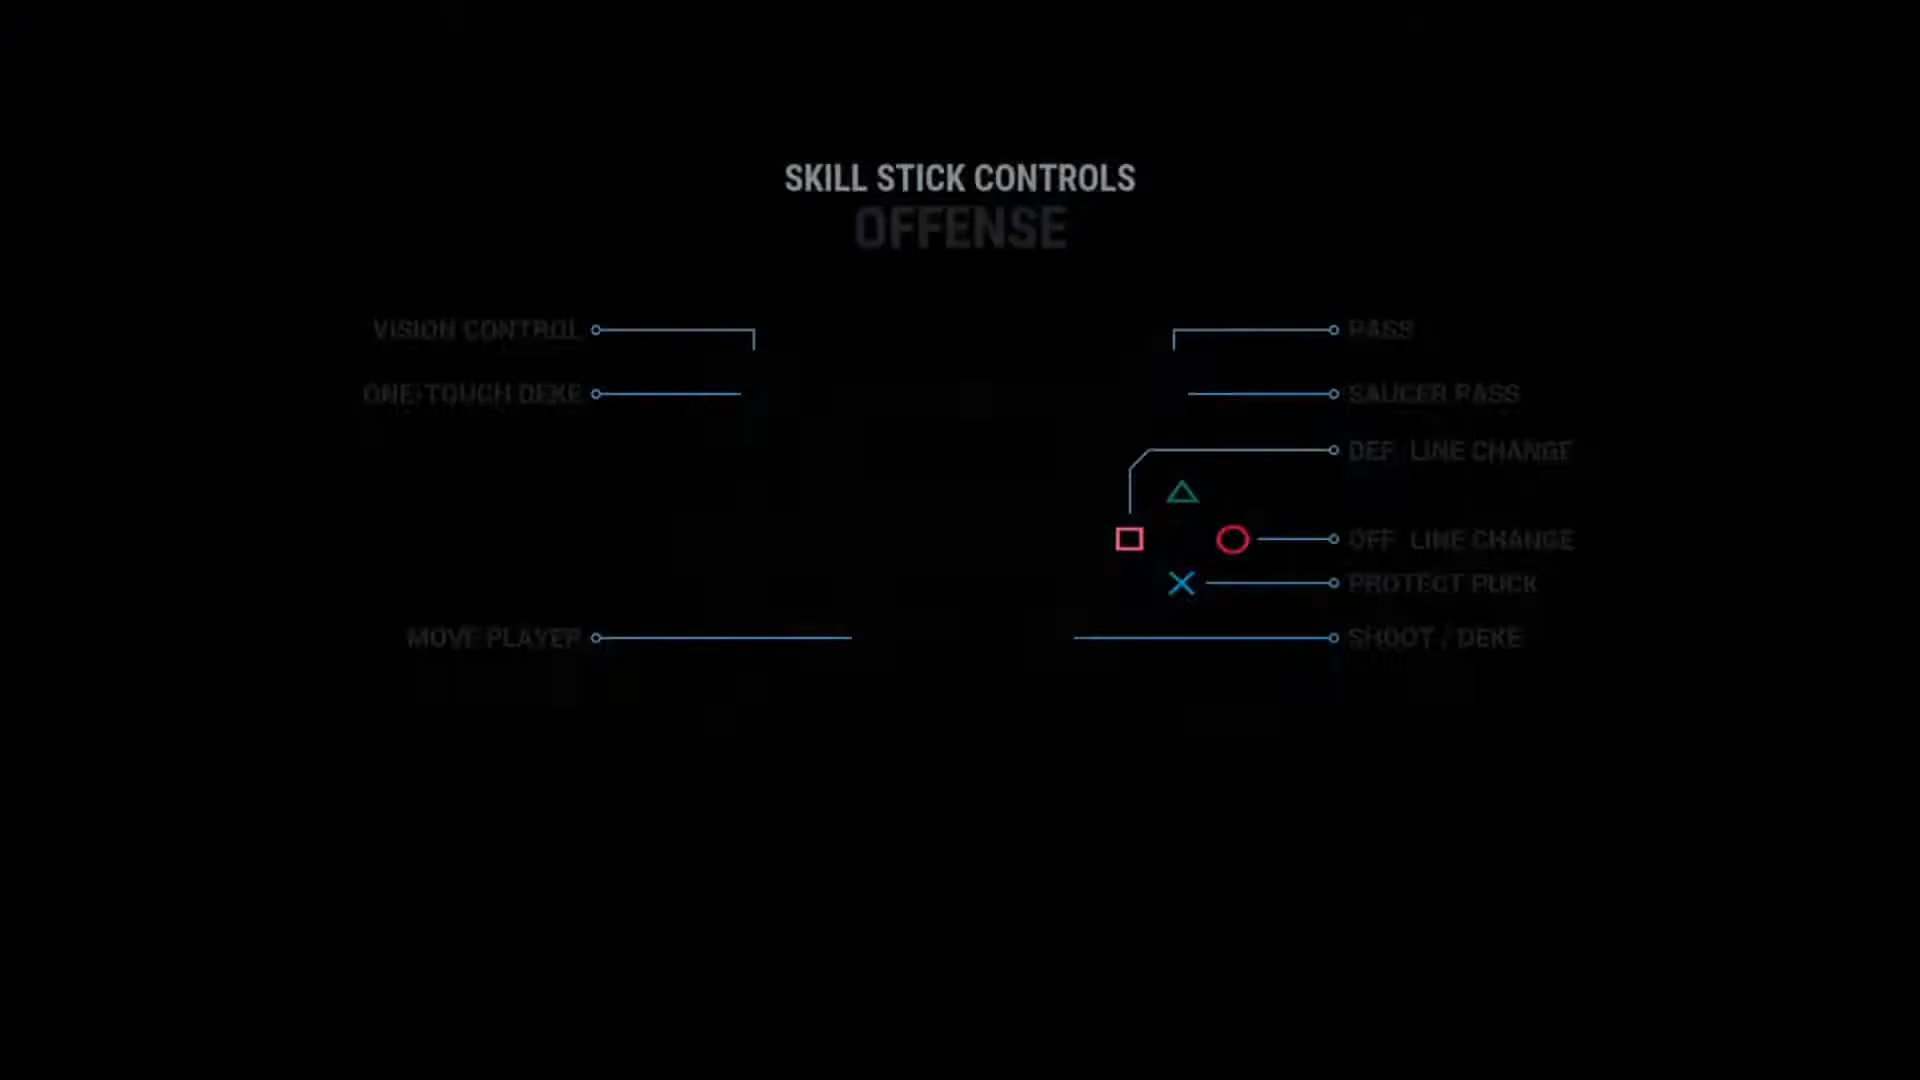 SKILL STICK CONTROLS
OFFENSE
VISION CONTROL
PASS
ONE-TOUCH DEKE
SAUCER PASS
DEF. LINE CHANGE
OFF. LINE CHANGE
PROTECT PUCK
MOVE PLAYER
SHOOT / DEKE